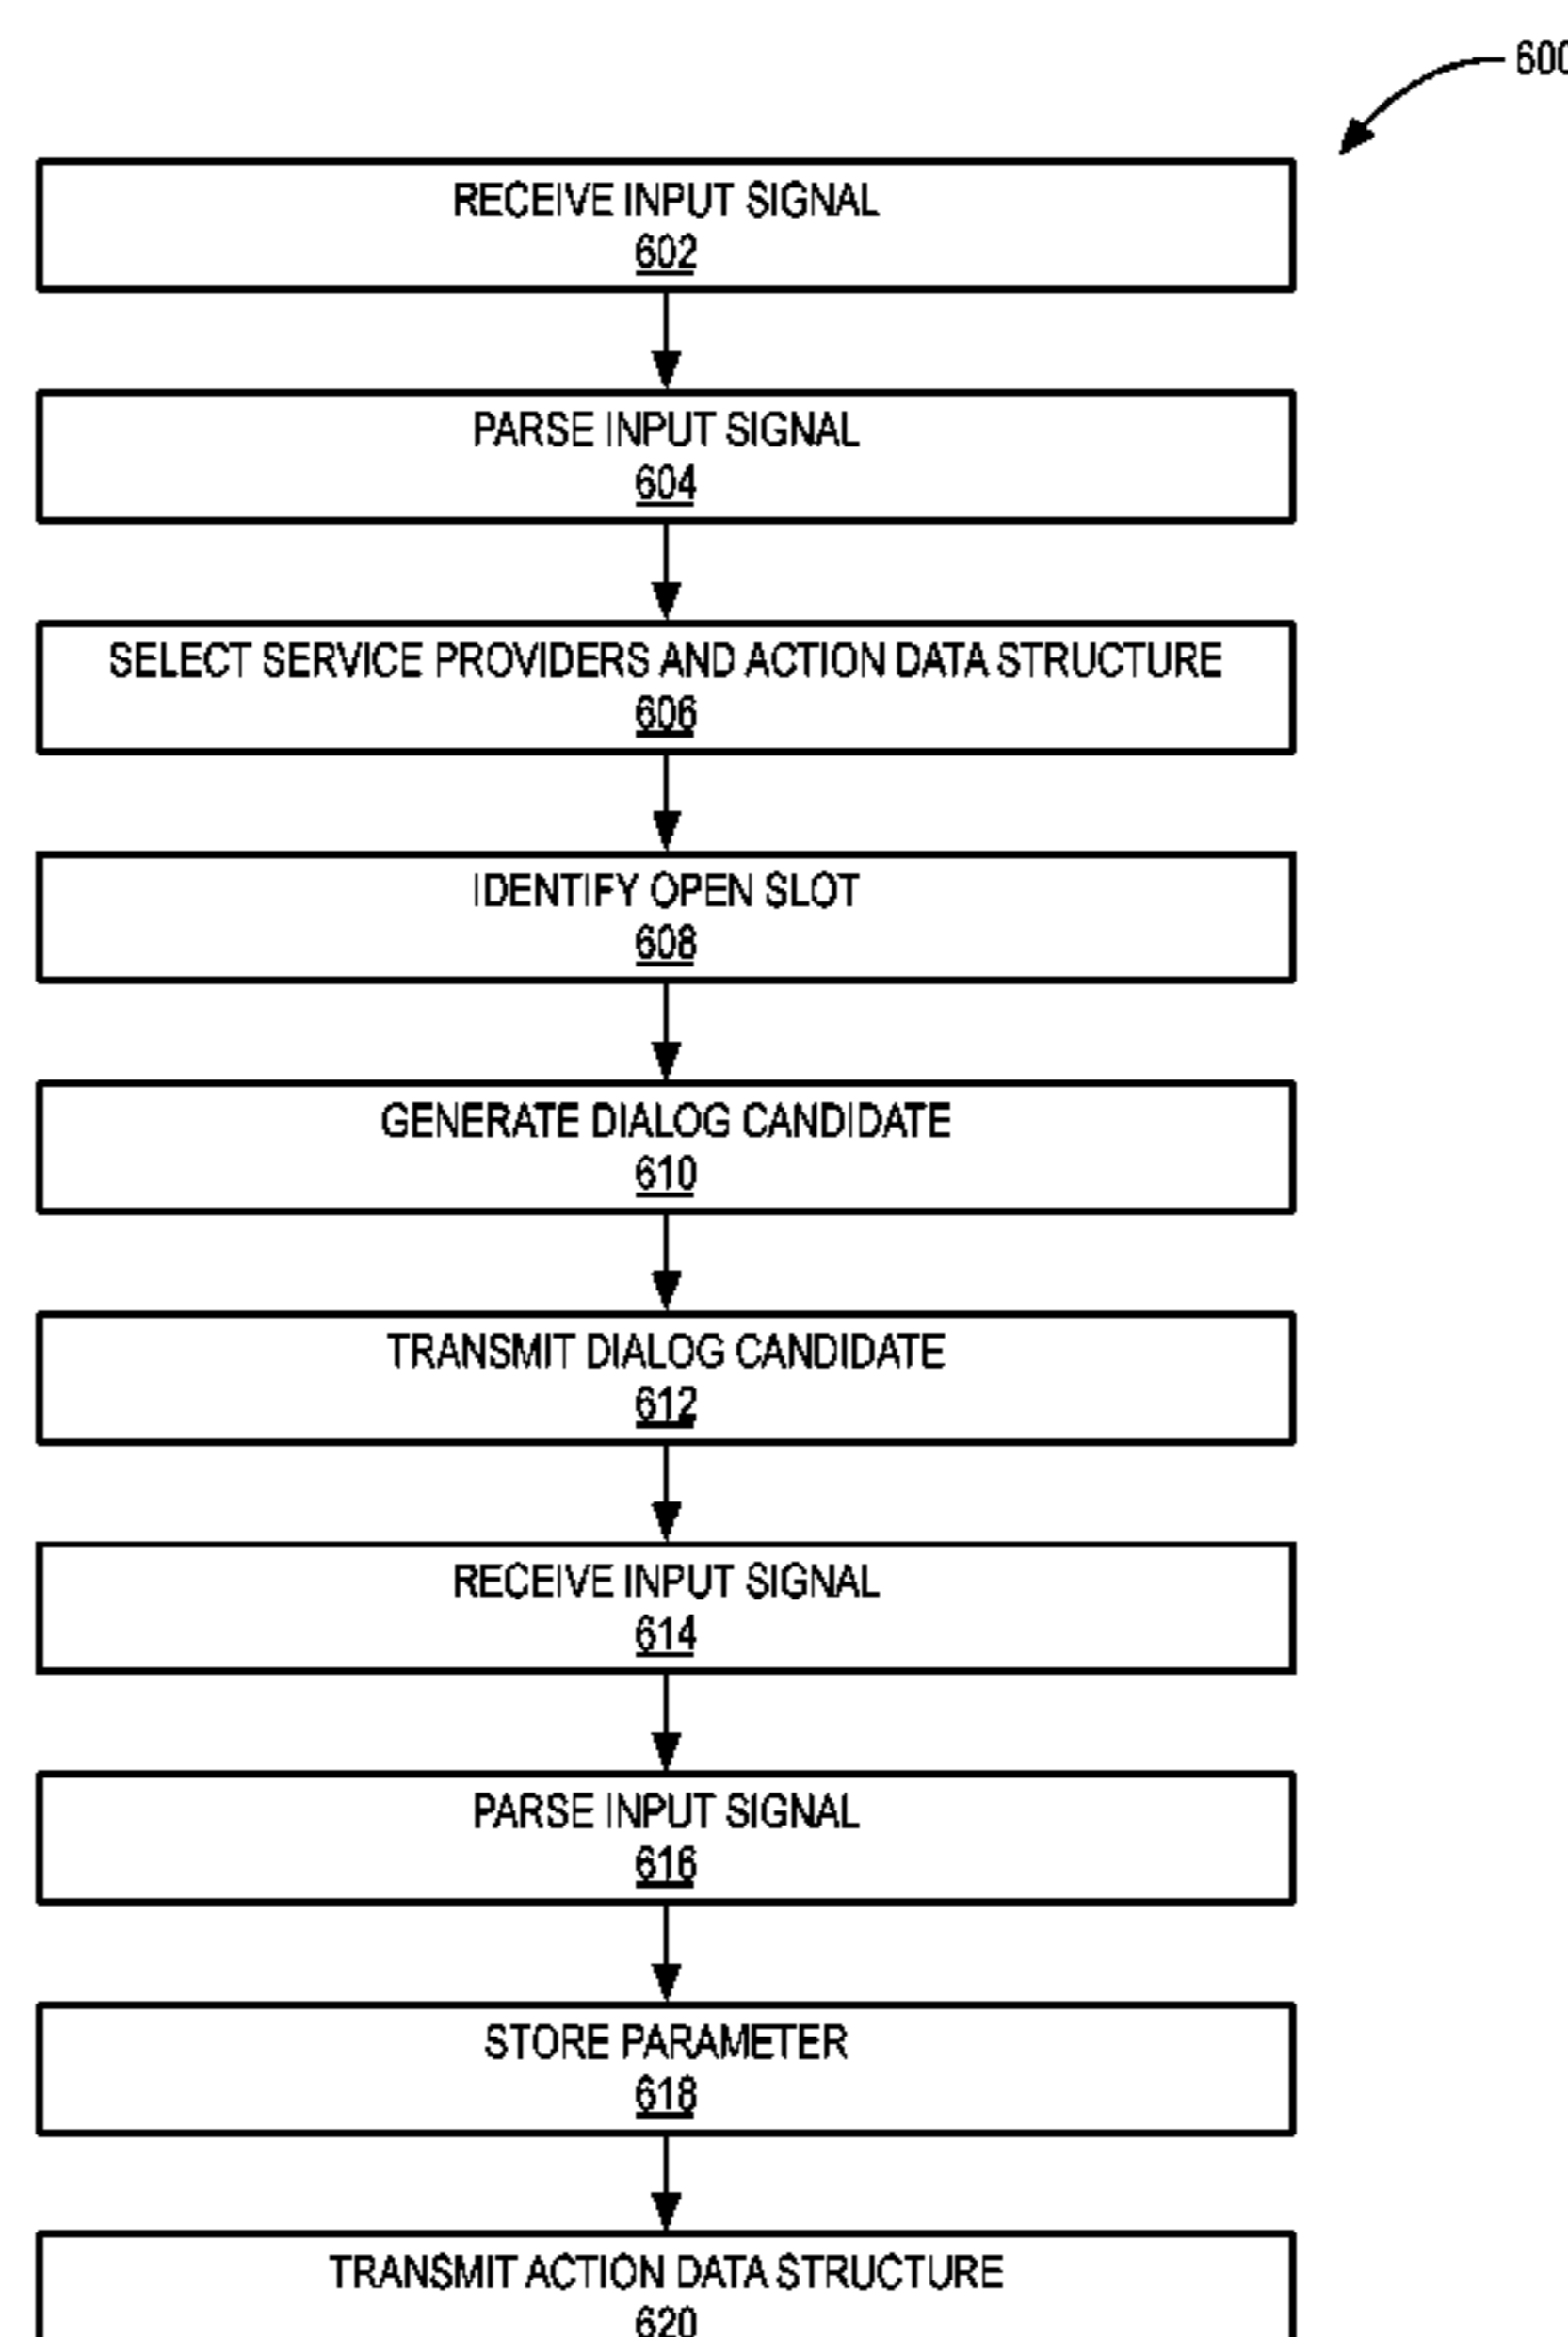 600
RECEIVE INPUT SIGNAL
602
PARSE INPUT SIGNAL
604
SELECT SERVICE PROVIDERS AND ACTION DATA STRUCTURE
606
IDENTIFY OPEN SLOT
608
GENERATE DIALOG CANDIDATE
610
TRANSMIT DIALOG CANDIDATE
612
RECEIVE INPUT SIGNAL
614
PARSE INPUT SIGNAL
616
STORE PARAMETER
618
TRANSMIT ACTION DATA STRUCTURE
620